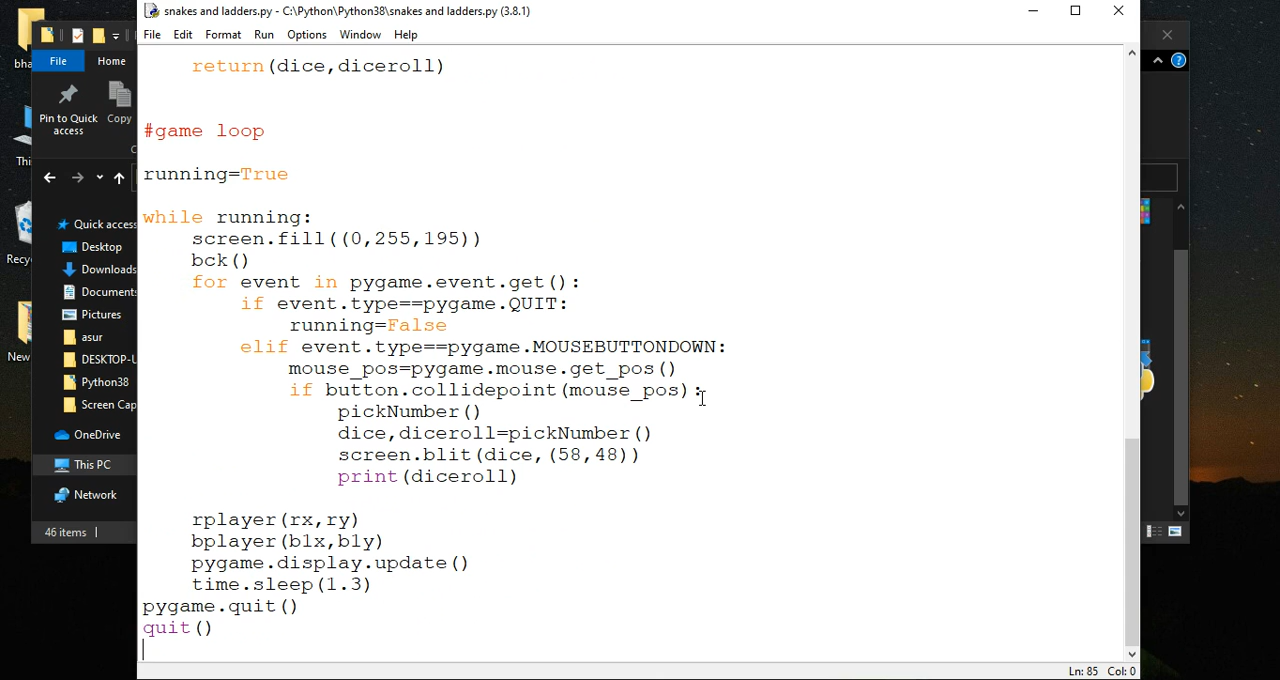 snakes and ladders.py - C:\Python\Python38\snakes and ladders.py (3.8.1)
File Edit Format Run Options Window Help
return(dice,diceroll)
#game loop
running=True
while running:
screen.fill((0,255,195))
bck()
for event in pygame.event.get():
if event.type==pygame.QUIT:
running=False
elif event.type==pygame.MOUSEBUTTONDOWN:
mouse_pos=pygame.mouse.get_pos()
if button.collidepoint(mouse_pos):
pickNumber()
dice,diceroll=pickNumber()
screen.blit(dice,(58,48))
print(diceroll)
rplayer(rx,ry)
bplayer(b1x,b1y)
pygame.display.update()
time.sleep(1.3)
pygame.quit()
quit()
Ln: 85 Col: 0
File Home
Pin to Quick access
Copy
Quick access
Desktop
Downloads
Documents
Pictures
asur
DESKTOP-L
Python38
Screen Cap
OneDrive
This PC
Network
46 items
bha
Thi
Recy
New